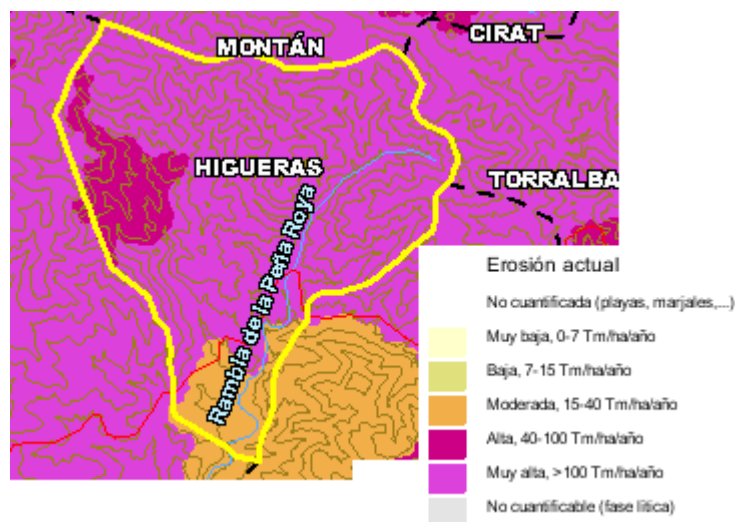 CIRAT
MONTÁN
HIGUERAS
TORRALBA
Rambla de la Peña Roya
Erosión actual
No cuantificada (playas, marjales,...)
Muy baja, 0-7 Tm/ha/año
Baja, 7-15 Tm/ha/año
Moderada, 15-40 Tm/ha/año
Alta, 40-100 Tm/ha/año
Muy alta, >100 Tm/ha/año
No cuantificable (fase lítica)